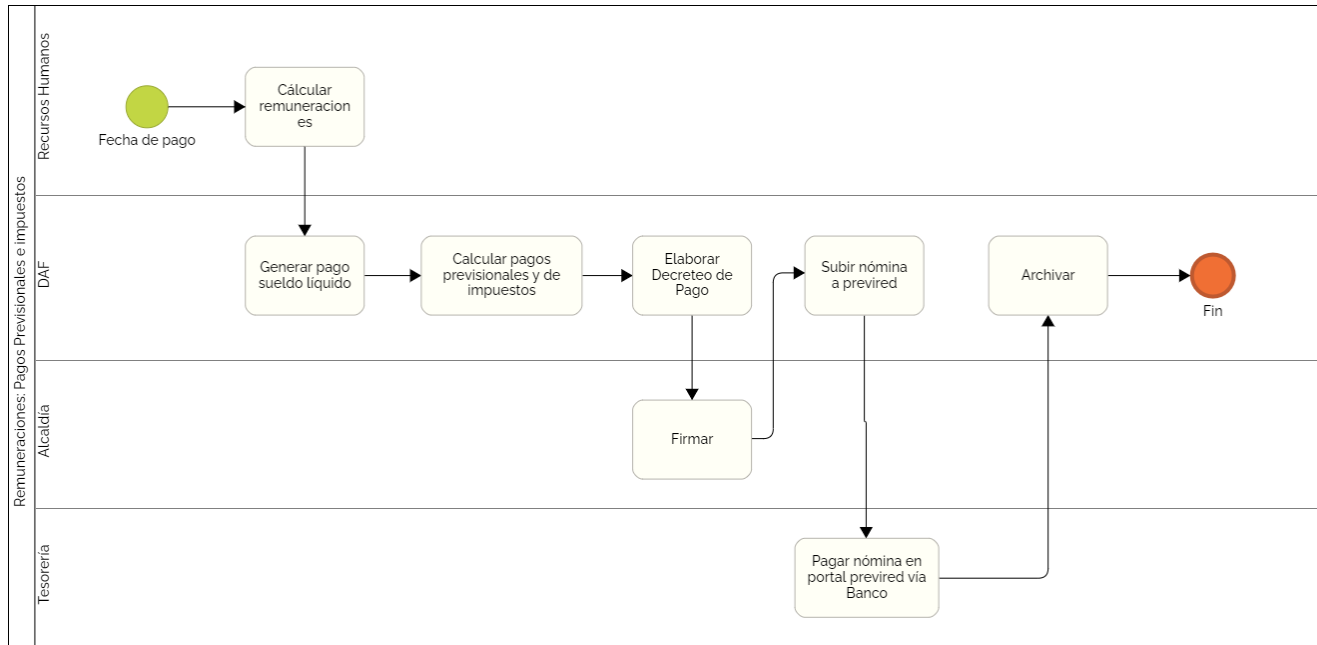 Remuneraciones: Pagos Previsionales e impuestos
Recursos Humanos
Fecha de pago
Cálcular
remuneracion
es
DAF
Generar pago
sueldo líquido
Calcular pagos
previsionales y de
impuestos
Elaborar
Decreteo de
Pago
Subir nómina
a previred
Archivar
Fin
Alcaldía
Firmar
Tesorería
Pagar nómina en
portal previred vía
Banco